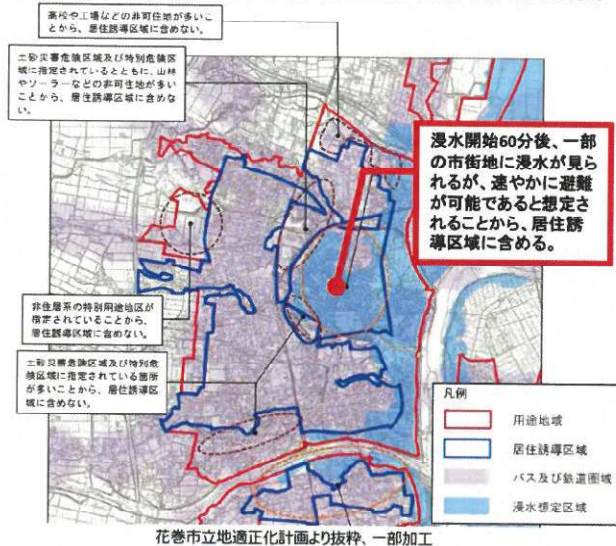 高校や工場などの非可住地が多いこ
とから、居住誘導区域に含めない。
土砂災害危険区域及び特別危険区
域に指定されているとともに、山林
やソーラーなどの非可住地が多い
ことから、居住誘導区域に含めな
い。
浸水開始60分後、一部
の市街地に浸水が見ら
れるが、速やかに避難
が可能であると想定さ
れることから、居住誘
導区域に含める。
非住居系の特別用途地区が
指定されていることから、
居住誘導区域に含めない。
土砂災害危険区域及び特別危
険区域に指定されている箇所
が多いことから、居住誘導区
域に含めない。
凡例
用途地域
居住誘導区域
バス及び鉄道圏域
浸水想定区域
花巻市立地適正化計画より抜粋、一部加工